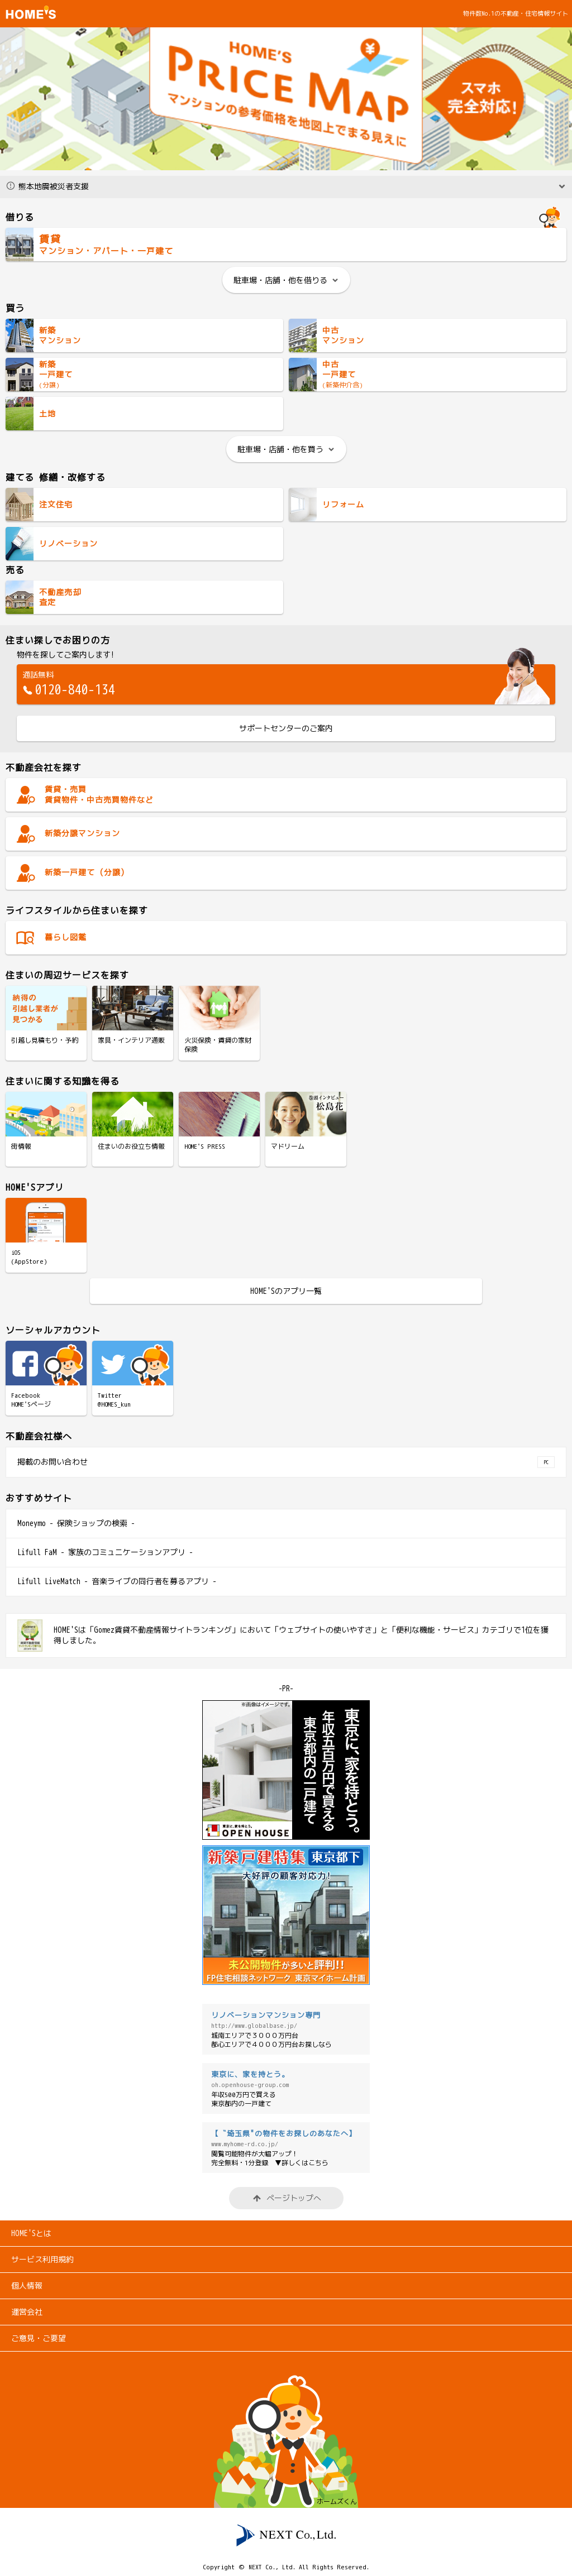 HOME'S
物件数No.1の不動産・住宅情報サイト
HOME'S
PRICE MAP
マンションの参考価格を地図上でまる見えに
スマホ
完全対応!
熊本地震被災者支援
借りる
賃貸
マンション・アパート・一戸建て
駐車場・店舗・他を借りる
買う
新築
マンション
中古
マンション
新築
一戸建て
(分譲)
中古
一戸建て
(新築仲介含)
土地
駐車場・店舗・他を買う
建てる 修繕・改修する
注文住宅
リフォーム
リノベーション
売る
不動産売却
査定
住まい探しでお困りの方
物件を探してご案内します!
通話無料
0120-840-134
サポートセンターのご案内
不動産会社を探す
賃貸・売買
賃貸物件・中古売買物件など
新築分譲マンション
新築一戸建て（分譲）
ライフスタイルから住まいを探す
暮らし図鑑
住まいの周辺サービスを探す
納得の
引越し業者が
見つかる
引越し見積もり・予約
家具・インテリア通販
火災保険・賃貸の家財保険
住まいに関する知識を得る
街情報
住まいのお役立ち情報
HOME'S PRESS
巻頭インタビュー
松島花
マドリーム
HOME'Sアプリ
iOS
(AppStore)
HOME'Sのアプリ一覧
ソーシャルアカウント
Facebook
HOME'Sページ
Twitter
@HOMES_kun
不動産会社様へ
掲載のお問い合わせ
PC
おすすめサイト
Moneymo - 保険ショップの検索 -
Lifull FaM - 家族のコミュニケーションアプリ -
Lifull LiveMatch - 音楽ライブの同行者を募るアプリ -
HOME'Sは「Gomez賃貸不動産情報サイトランキング」において「ウェブサイトの使いやすさ」と「便利な機能・サービス」カテゴリで1位を獲得しました。
-PR-
※画像はイメージです。
東京に、家を持とう。
年収五百万円で買える
東京都内の一戸建て
東京に、家を持とう。
OPEN HOUSE
新築戸建特集 東京都下
大好評の顧客対応力!
未公開物件が多いと評判!!
FP住宅相談ネットワーク 東京マイホーム計画
リノベーションマンション専門
http://www.globalbase.jp/
城南エリアで３０００万円台
都心エリアで４０００万円台お探しなら
東京に、家を持とう。
oh.openhouse-group.com
年収500万円で買える
東京都内の一戸建て
【〝埼玉県〟の物件をお探しのあなたへ】
www.myhome-rd.co.jp/
閲覧可能物件が大幅アップ！
完全無料・1分登録　▼詳しくはこちら
ページトップへ
HOME'Sとは
サービス利用規約
個人情報
運営会社
ご意見・ご要望
ホームズくん
NEXT Co.,Ltd.
Copyright © NEXT Co., Ltd. All Rights Reserved.